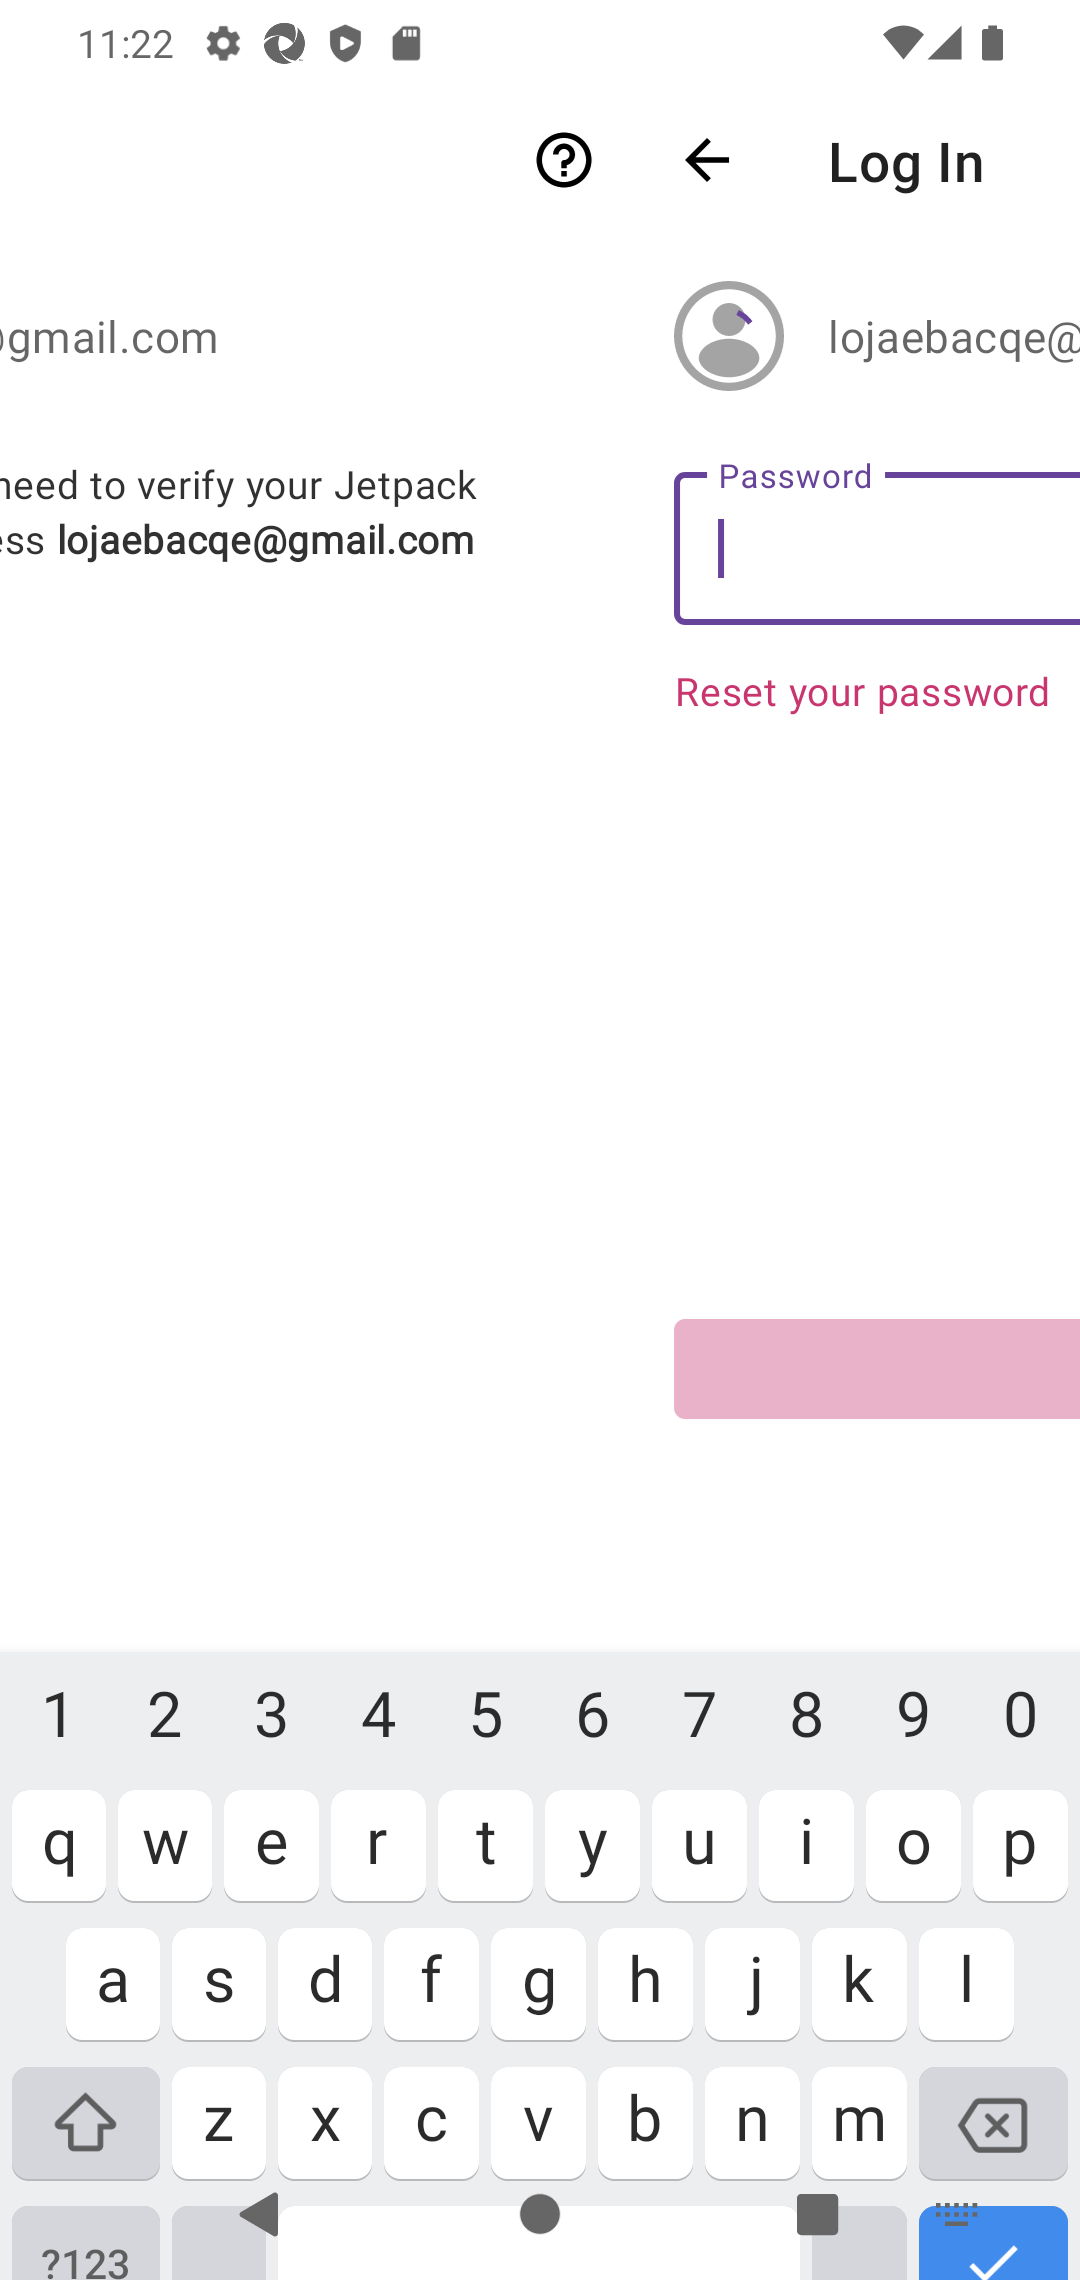 11:22
Log In
@gmail.com
lojaebacqe@
need to verify your Jetpack
ess lojaebacqe@gmail.com
Password
Reset your password
1 2 3 4 5 6 7 8 9 0
q w e r t y u i o p
a s d f g h j k l
z x c v b n m
?123